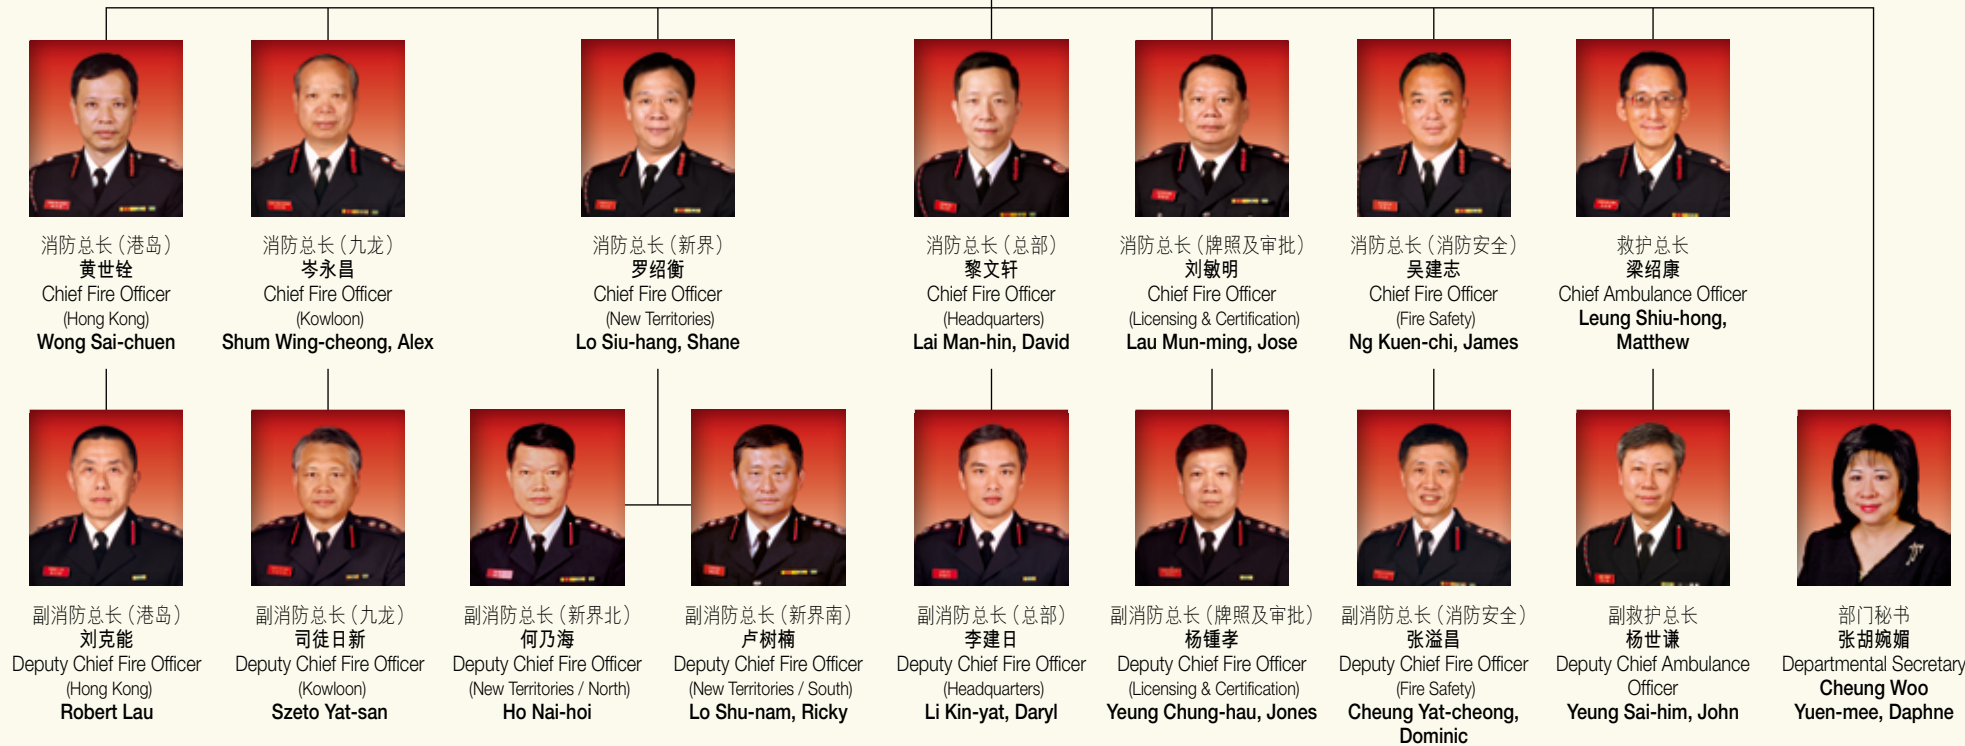 消防总长（港岛）
黄世铨
Chief Fire Officer
(Hong Kong)
Wong Sai-chuen
消防总长（九龙）
岑永昌
Chief Fire Officer
(Kowloon)
Shum Wing-cheong, Alex
消防总长（新界）
罗绍衡
Chief Fire Officer
(New Territories)
Lo Siu-hang, Shane
消防总长（总部）
黎文轩
Chief Fire Officer
(Headquarters)
Lai Man-hin, David
消防总长（牌照及审批）
刘敏明
Chief Fire Officer
(Licensing & Certification)
Lau Mun-ming, Jose
消防总长（消防安全）
吴建志
Chief Fire Officer
(Fire Safety)
Ng Kuen-chi, James
救护总长
梁绍康
Chief Ambulance Officer
Leung Shiu-hong,
Matthew
副消防总长（港岛）
刘克能
Deputy Chief Fire Officer
(Hong Kong)
Robert Lau
副消防总长（九龙）
司徒日新
Deputy Chief Fire Officer
(Kowloon)
Szeto Yat-san
副消防总长（新界北）
何乃海
Deputy Chief Fire Officer
(New Territories / North)
Ho Nai-hoi
副消防总长（新界南）
卢树楠
Deputy Chief Fire Officer
(New Territories / South)
Lo Shu-nam, Ricky
副消防总长（总部）
李建日
Deputy Chief Fire Officer
(Headquarters)
Li Kin-yat, Daryl
副消防总长（牌照及审批）
杨锺孝
Deputy Chief Fire Officer
(Licensing & Certification)
Yeung Chung-hau, Jones
副消防总长（消防安全）
张溢昌
Deputy Chief Fire Officer
(Fire Safety)
Cheung Yat-cheong,
Dominic
副救护总长
杨世谦
Deputy Chief Ambulance
Officer
Yeung Sai-him, John
部门秘书
张胡婉媚
Departmental Secretary
Cheung Woo
Yuen-mee, Daphne